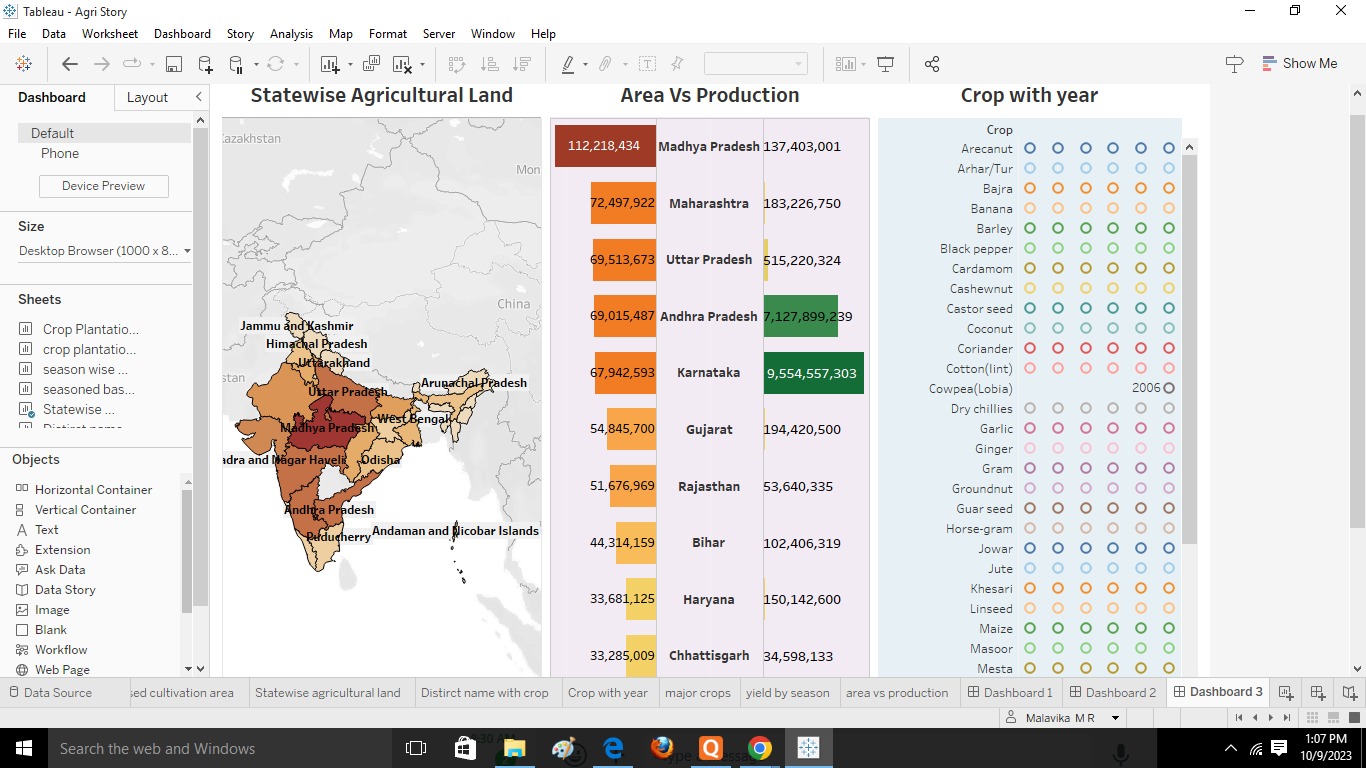 Tableau - Agri Story
File Data Worksheet Dashboard Story Analysis Map Format Server Window Help
Show Me
Dashboard Layout
Default
Phone
Device Preview
Size
Desktop Browser (1000 x 8...
Sheets
Crop Plantatio...
crop plantatio...
season wise ...
seasoned bas...
Statewise ...
Objects
Horizontal Container
Vertical Container
Text
Extension
Ask Data
Data Story
Image
Blank
Workflow
Web Page
Statewise Agricultural Land
Kazakhstan
Mon
China
stan
Jammu and Kashmir
Himachal Pradesh
Uttarakhand
Arunachal Pradesh
Uttar Pradesh
West Bengal
Madhya Pradesh
adra and Nagar Haveli
Odisha
Andhra Pradesh
Andaman and Nicobar Islands
Puducherry
Area Vs Production
112,218,434 Madhya Pradesh 137,403,001
72,497,922 Maharashtra 183,226,750
69,513,673 Uttar Pradesh 515,220,324
69,015,487 Andhra Pradesh 7,127,899,239
67,942,593 Karnataka 9,554,557,303
54,845,700 Gujarat 194,420,500
51,676,969 Rajasthan 53,640,335
44,314,159 Bihar 102,406,319
33,681,125 Haryana 150,142,600
33,285,009 Chhattisgarh 34,598,133
Crop with year
Crop
Arecanut
Arhar/Tur
Bajra
Banana
Barley
Black pepper
Cardamom
Cashewnut
Castor seed
Coconut
Coriander
Cotton(lint)
Cowpea(Lobia) 2006
Dry chillies
Garlic
Ginger
Gram
Groundnut
Guar seed
Horse-gram
Jowar
Jute
Khesari
Linseed
Maize
Masoor
Mesta
Data Source sed cultivation area Statewise agricultural land Distirct name with crop Crop with year major crops yield by season area vs production Dashboard 1 Dashboard 2 Dashboard 3
Malavika M R
Search the web and Windows
1:07 PM
10/9/2023